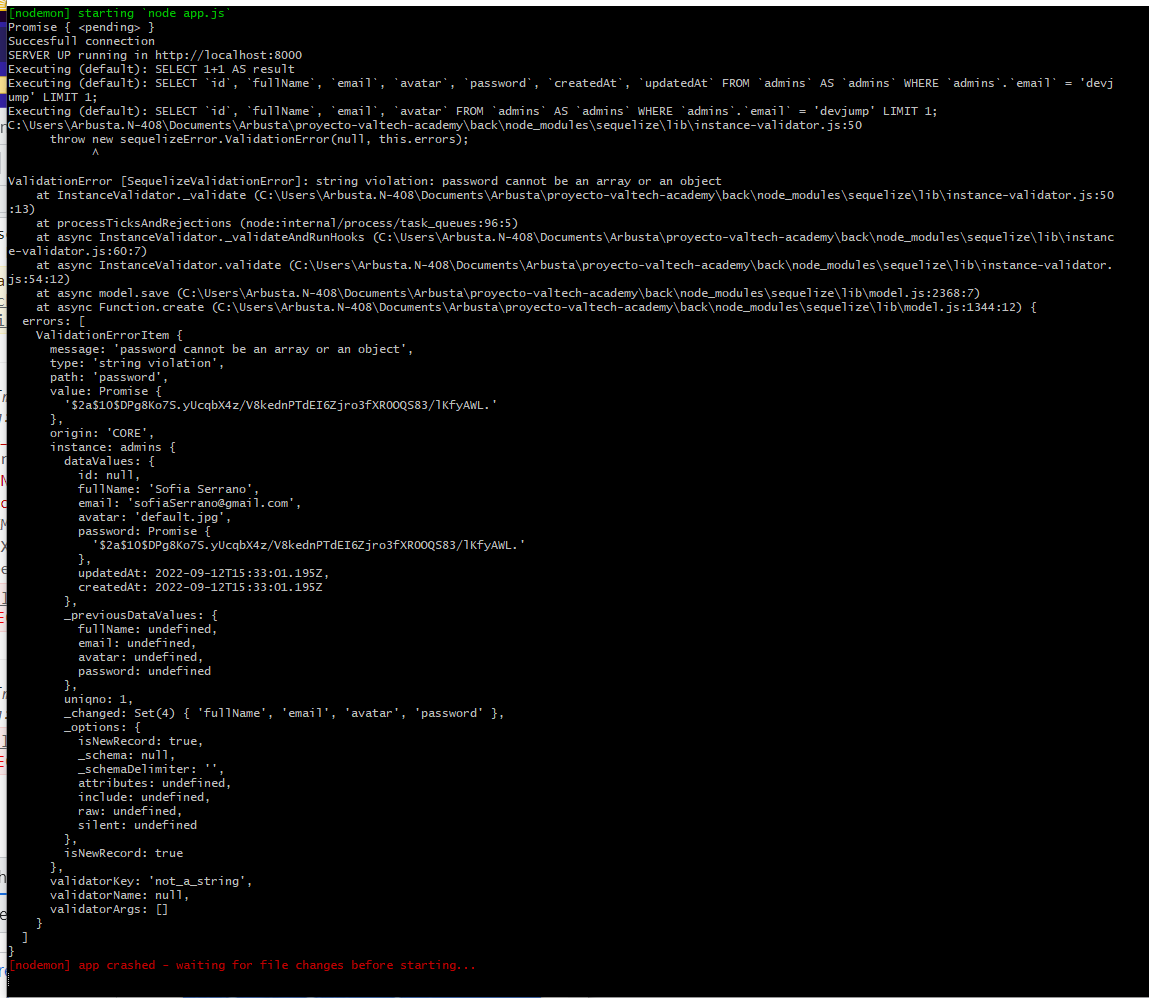 [nodemon] starting `node app.js`
Promise { <pending> }
Succesfull connection
SERVER UP running in http://localhost:8000
Executing (default): SELECT 1+1 AS result
Executing (default): SELECT `id`, `fullName`, `email`, `avatar`, `password`, `createdAt`, `updatedAt` FROM `admins` AS `admins` WHERE `admins`.`email` = 'devj
ump' LIMIT 1;
Executing (default): SELECT `id`, `fullName`, `email`, `avatar` FROM `admins` AS `admins` WHERE `admins`.`email` = 'devjump' LIMIT 1;
C:\Users\Arbusta.N-408\Documents\Arbusta\proyecto-valtech-academy\back\node_modules\sequelize\lib\instance-validator.js:50
      throw new sequelizeError.ValidationError(null, this.errors);
            ^
ValidationError [SequelizeValidationError]: string violation: password cannot be an array or an object
    at InstanceValidator._validate (C:\Users\Arbusta.N-408\Documents\Arbusta\proyecto-valtech-academy\back\node_modules\sequelize\lib\instance-validator.js:50
:13)
    at processTicksAndRejections (node:internal/process/task_queues:96:5)
    at async InstanceValidator._validateAndRunHooks (C:\Users\Arbusta.N-408\Documents\Arbusta\proyecto-valtech-academy\back\node_modules\sequelize\lib\instanc
e-validator.js:60:7)
    at async InstanceValidator.validate (C:\Users\Arbusta.N-408\Documents\Arbusta\proyecto-valtech-academy\back\node_modules\sequelize\lib\instance-validator.
js:54:12)
    at async model.save (C:\Users\Arbusta.N-408\Documents\Arbusta\proyecto-valtech-academy\back\node_modules\sequelize\lib\model.js:2368:7)
    at async Function.create (C:\Users\Arbusta.N-408\Documents\Arbusta\proyecto-valtech-academy\back\node_modules\sequelize\lib\model.js:1344:12) {
  errors: [
    ValidationErrorItem {
      message: 'password cannot be an array or an object',
      type: 'string violation',
      path: 'password',
      value: Promise {
        '$2a$10$DPg8Ko7S.yUcqbX4z/V8kednPTdEI6Zjro3fXROOQS83/lKfyAWL.'
      },
      origin: 'CORE',
      instance: admins {
        dataValues: {
          id: null,
          fullName: 'Sofia Serrano',
          email: 'sofiaSerrano@gmail.com',
          avatar: 'default.jpg',
          password: Promise {
            '$2a$10$DPg8Ko7S.yUcqbX4z/V8kednPTdEI6Zjro3fXROOQS83/lKfyAWL.'
          },
          updatedAt: 2022-09-12T15:33:01.195Z,
          createdAt: 2022-09-12T15:33:01.195Z
        },
        _previousDataValues: {
          fullName: undefined,
          email: undefined,
          avatar: undefined,
          password: undefined
        },
        uniqno: 1,
        _changed: Set(4) { 'fullName', 'email', 'avatar', 'password' },
        _options: {
          isNewRecord: true,
          _schema: null,
          _schemaDelimiter: '',
          attributes: undefined,
          include: undefined,
          raw: undefined,
          silent: undefined
        },
        isNewRecord: true
      },
      validatorKey: 'not_a_string',
      validatorName: null,
      validatorArgs: []
    }
  ]
}
[nodemon] app crashed - waiting for file changes before starting...